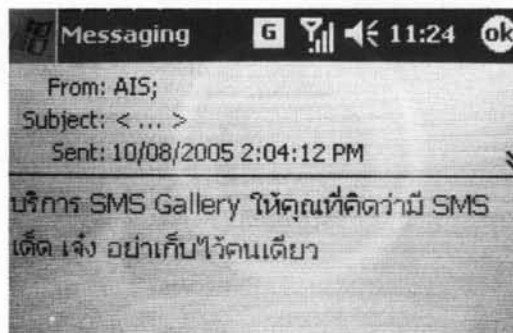 Messaging G 11:24 ok
From: AIS;
Subject: < ... >
Sent: 10/08/2005 2:04:12 PM
บริการ SMS Gallery ให้คุณที่คิดว่ามี SMS
เด็ด เจ๋ง อย่าเก็บไว้คนเดียว